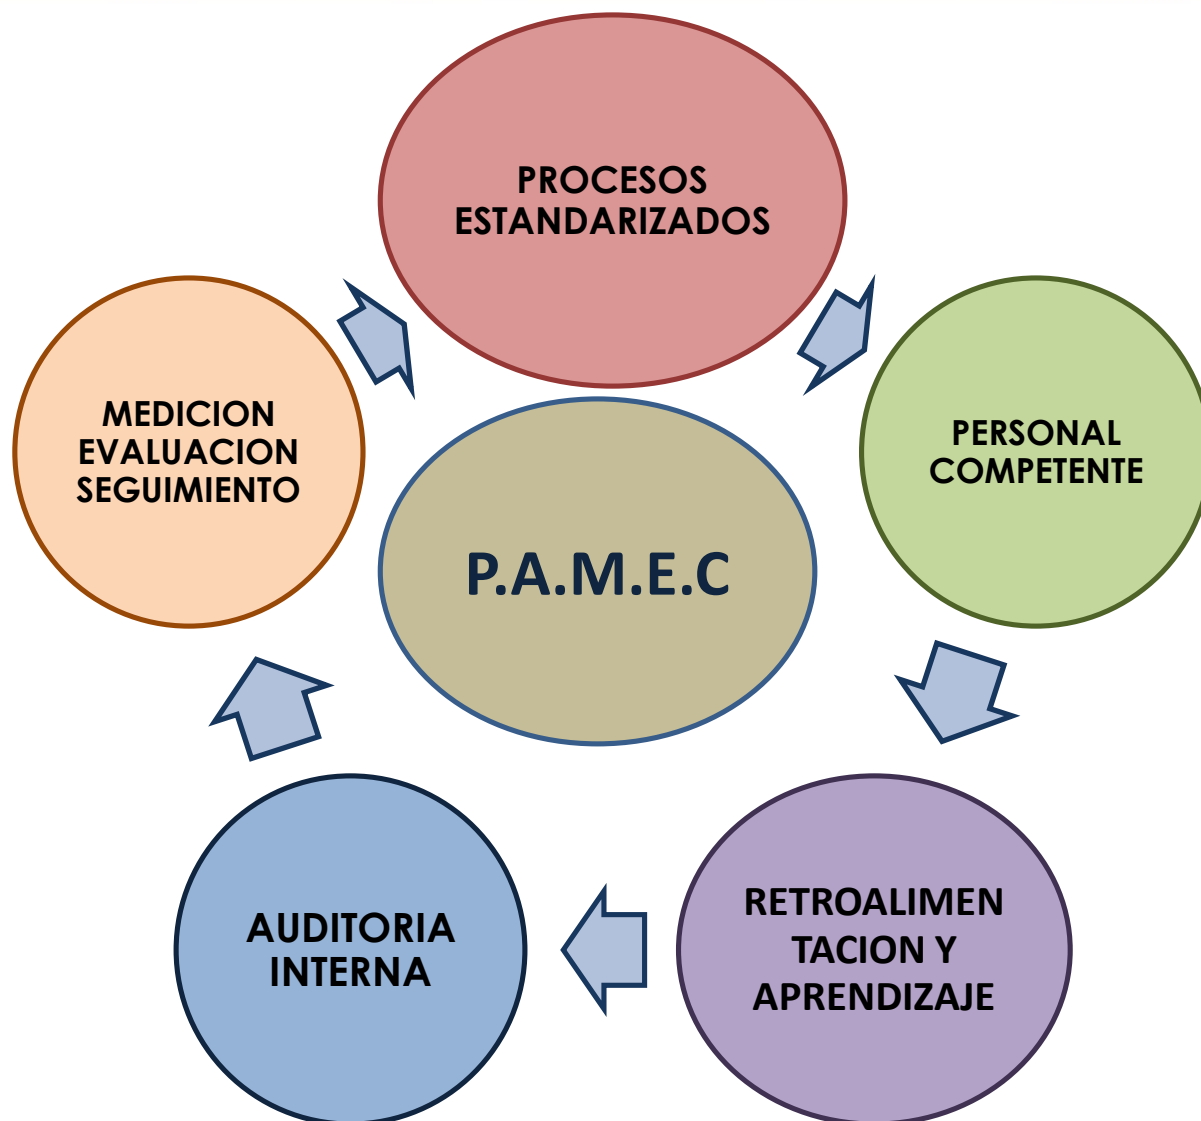 PROCESOS
ESTANDARIZADOS
MEDICION
EVALUACION
SEGUIMIENTO
PERSONAL
COMPETENTE
P.A.M.E.C
AUDITORIA
INTERNA
RETROALIMEN
TACION Y
APRENDIZAJE